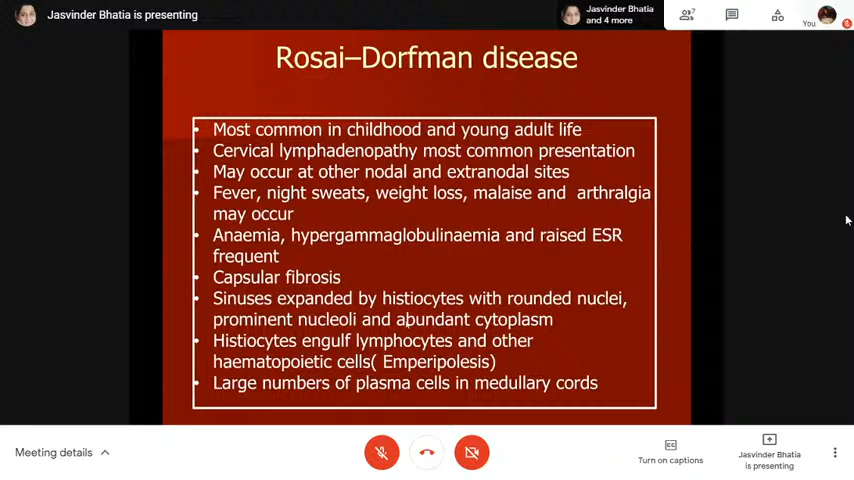 Jasvinder Bhatia is presenting
Jasvinder Bhatia
and 4 more
7
You
Rosai–Dorfman disease
• Most common in childhood and young adult life
• Cervical lymphadenopathy most common presentation
• May occur at other nodal and extranodal sites
• Fever, night sweats, weight loss, malaise and arthralgia
may occur
• Anaemia, hypergammaglobulinaemia and raised ESR
frequent
• Capsular fibrosis
• Sinuses expanded by histiocytes with rounded nuclei,
prominent nucleoli and abundant cytoplasm
• Histiocytes engulf lymphocytes and other
haematopoietic cells( Emperipolesis)
• Large numbers of plasma cells in medullary cords
Meeting details
Turn on captions
Jasvinder Bhatia
is presenting